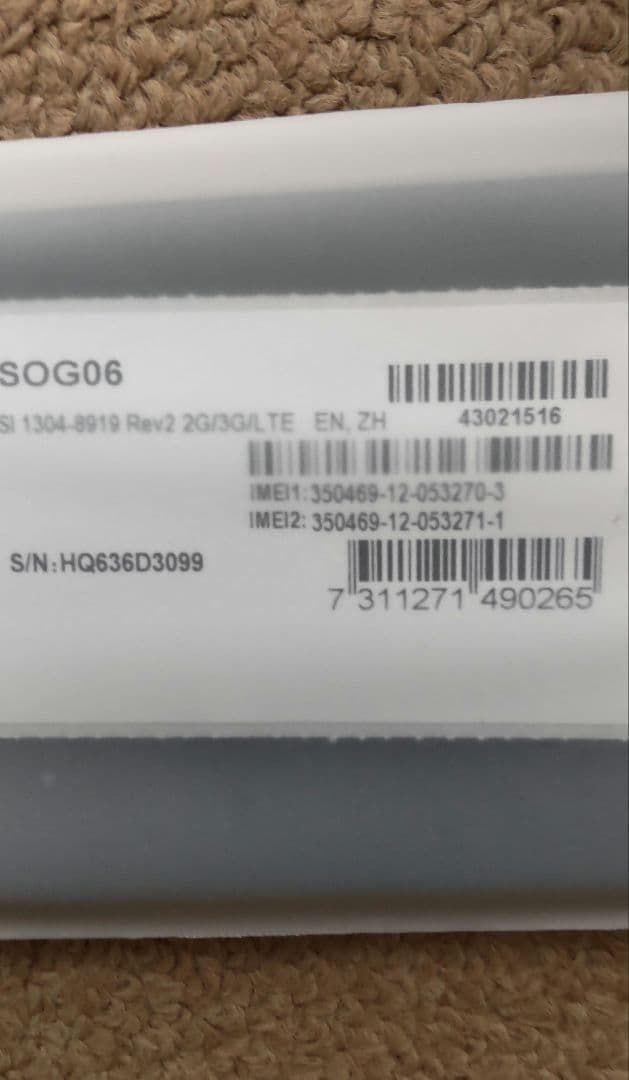 SOG06
43021516
SI 1304-8919 Rev2 2G/3G/LTE EN, ZH
IMEI1:350469-12-053270-3
IMEI2: 350469-12-053271-1
S/N:HQ636D3099
7 311271 490265